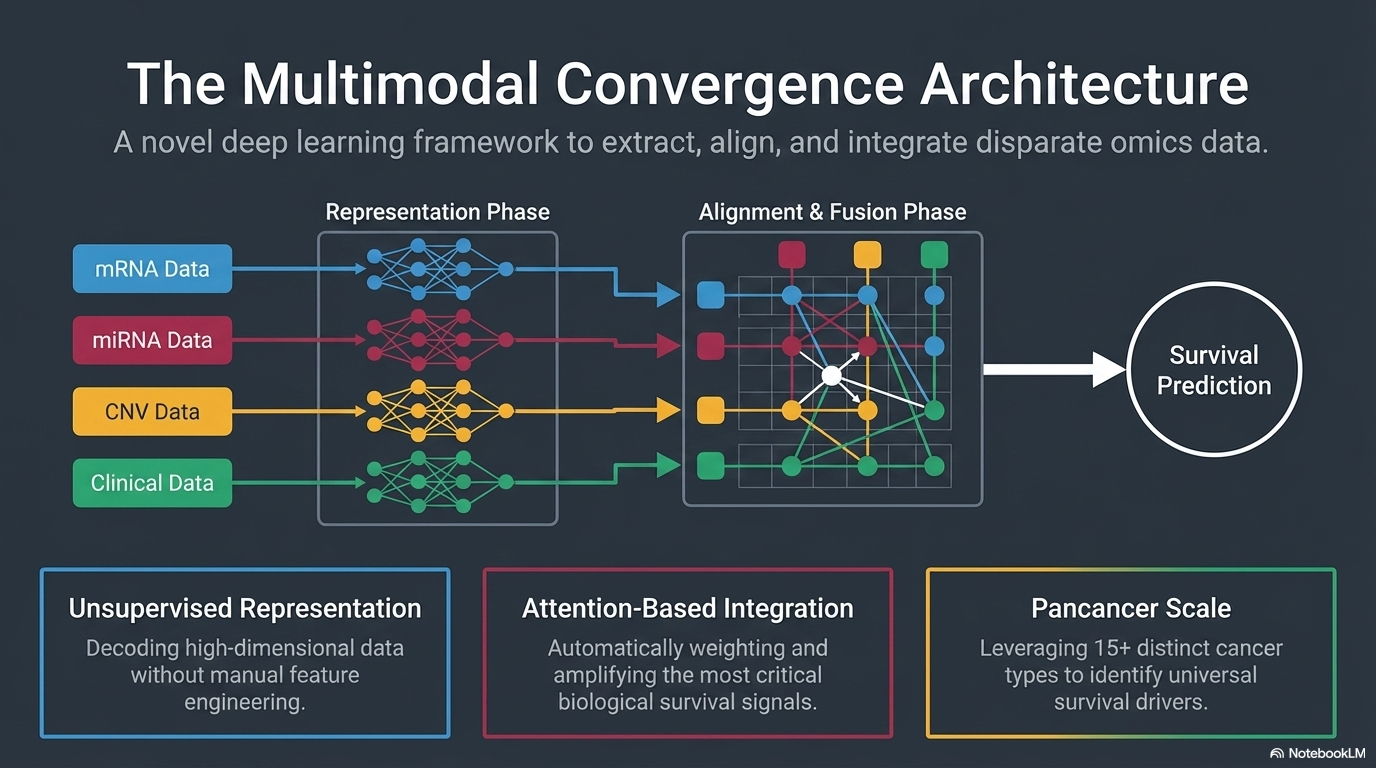 The Multimodal Convergence Architecture
A novel deep learning framework to extract, align, and integrate disparate omics data.
Representation Phase
Alignment & Fusion Phase
mRNA Data
miRNA Data
CNV Data
Clinical Data
Survival
Prediction
Unsupervised Representation
Decoding high-dimensional data
without manual feature
engineering.
Attention-Based Integration
Automatically weighting and
amplifying the most critical
biological survival signals.
Pancancer Scale
Leveraging 15+ distinct cancer
types to identify universal
survival drivers.
NotebookLM